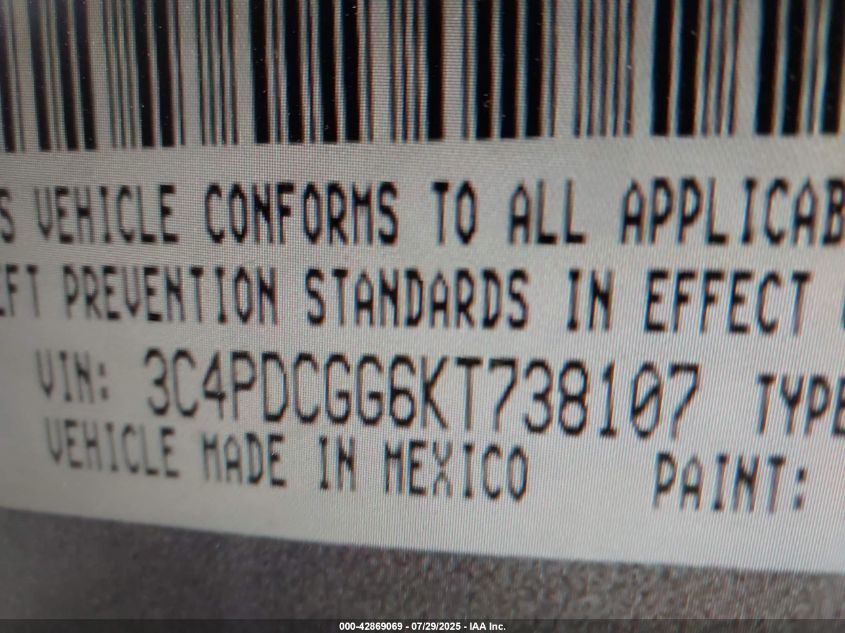 S VEHICLE CONFORMS TO ALL APPLICAB
EFT PREVENTION STANDARDS IN EFFECT
VIN: 3C4PDCGG6KT738107 TYPE
VEHICLE MADE IN MEXICO PAINT:
000-42869069 - 07/29/2025 - IAA Inc.